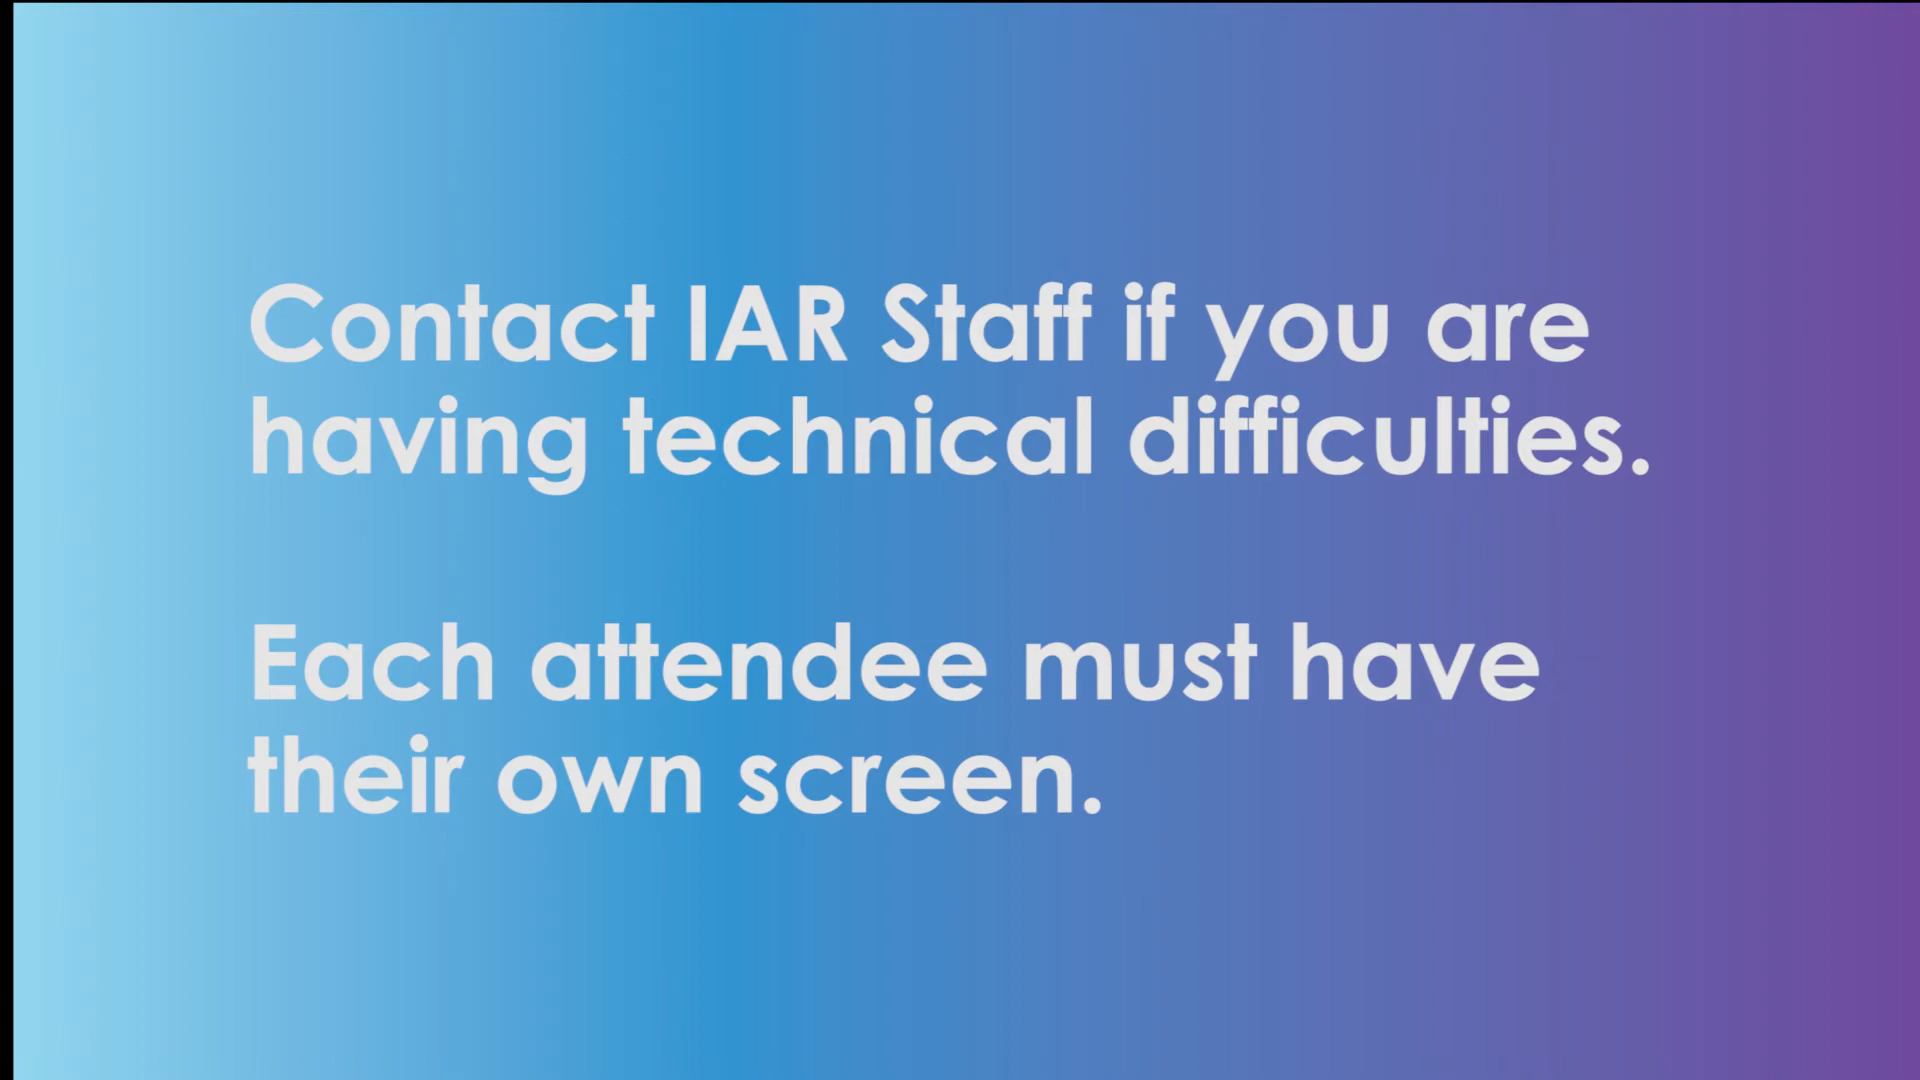 Contact IAR Staff if you are
having technical difficulties.
Each attendee must have
their own screen.